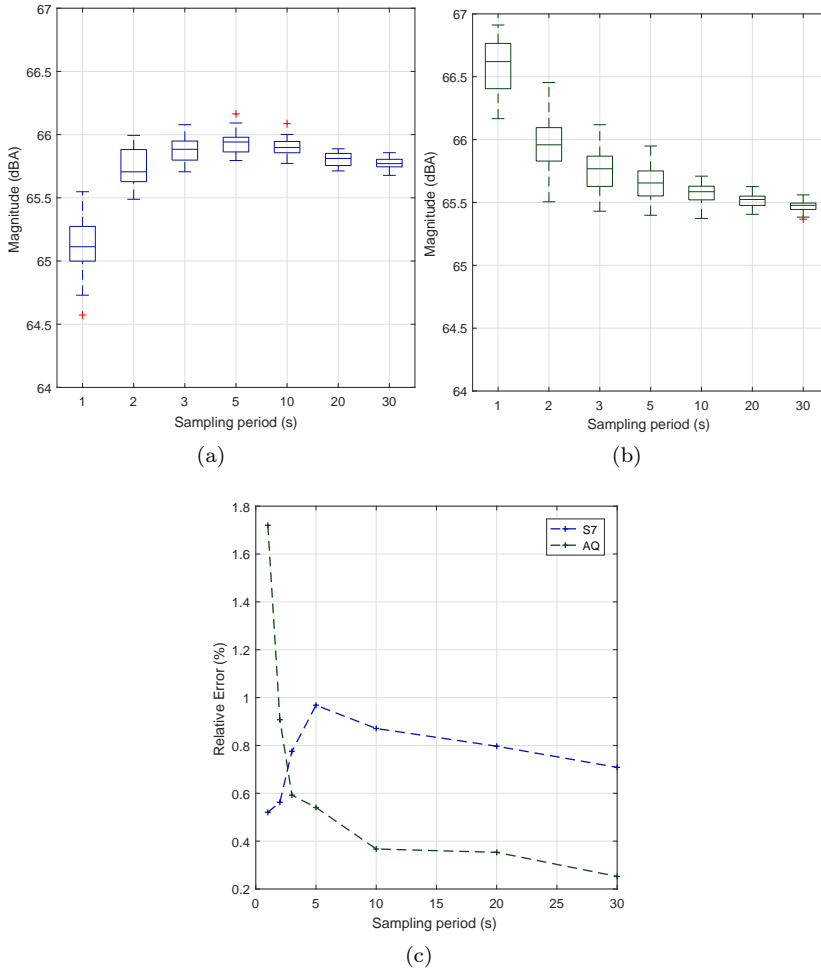 67
66.5
66
65.5
65
64.5
64
Magnitude (dBA)
1 2 3 5 10 20 30
Sampling period (s)
(a)
67
66.5
66
65.5
65
64.5
64
Magnitude (dBA)
1 2 3 5 10 20 30
Sampling period (s)
(b)
1.8
1.6
1.4
1.2
1
0.8
0.6
0.4
0.2
Relative Error (%)
S7
AQ
0 5 10 15 20 25 30
Sampling period (s)
(c)